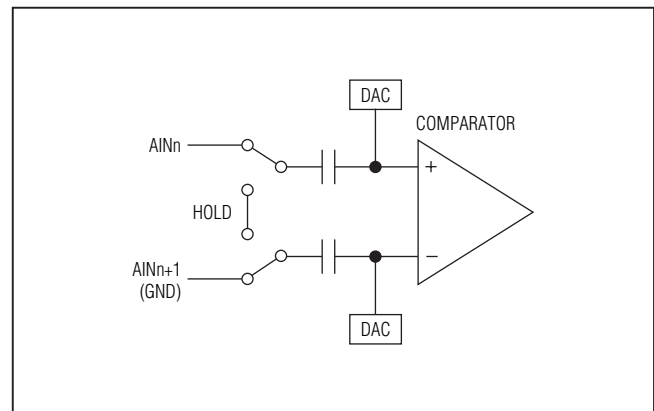 DAC
COMPARATOR
AINn
+
HOLD
AINn+1
(GND)
−
DAC